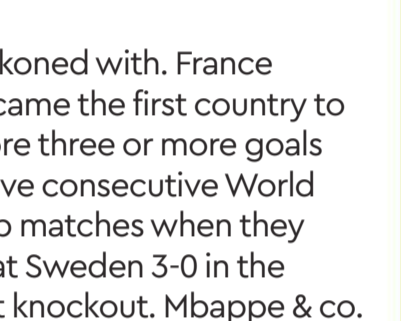 koned with. France
came the first country to
re three or more goals
ve consecutive World
matches when they
at Sweden 3-0 in the
knockout. Mbappe & co.